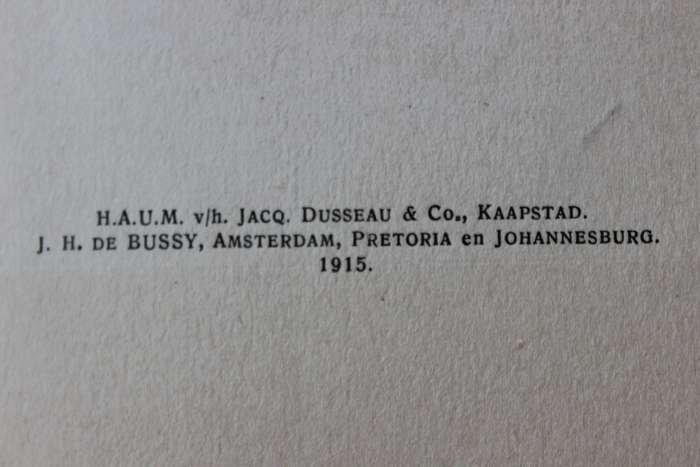 H.A.U.M. v/h. JACQ. DUSSEAU & Co., KAAPSTAD.
J. H. DE BUSSY, AMSTERDAM, PRETORIA en JOHANNESBURG.
1915.